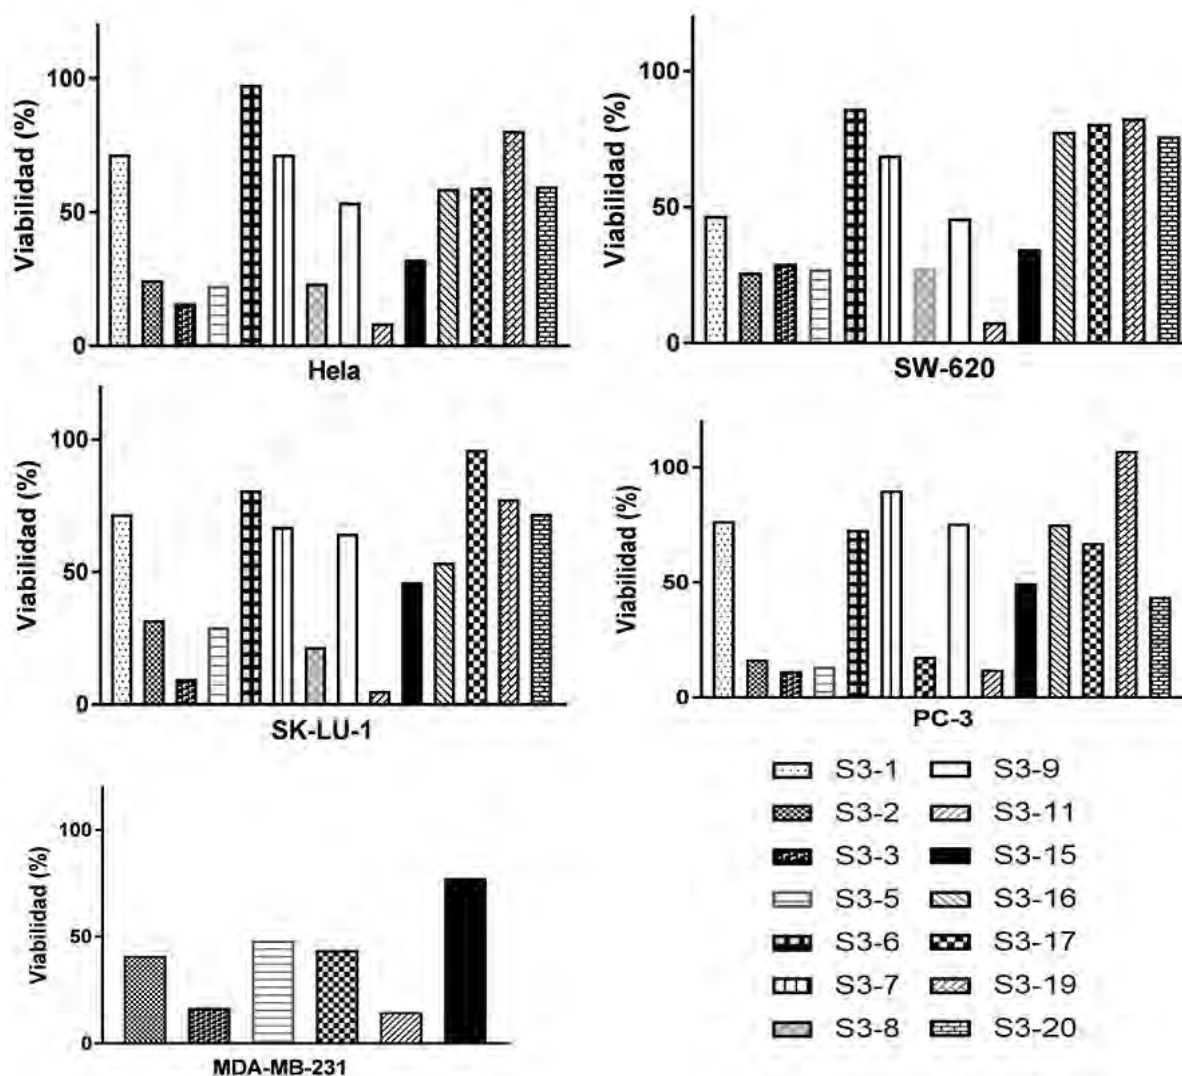 Viabilidad (%)
100
50
0
Hela
Viabilidad (%)
100
50
0
SW-620
Viabilidad (%)
100
50
0
SK-LU-1
Viabilidad (%)
100
50
0
PC-3
Viabilidad (%)
100
50
0
MDA-MB-231
S3-1 S3-9
S3-2 S3-11
S3-3 S3-15
S3-5 S3-16
S3-6 S3-17
S3-7 S3-19
S3-8 S3-20